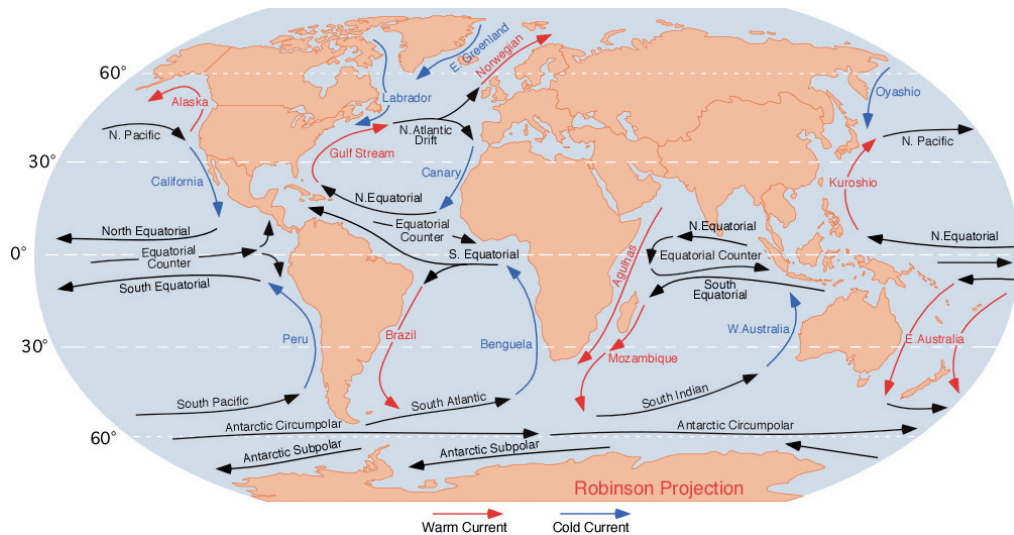 60°
30°
0°
30°
60°
Alaska
N. Pacific
California
North Equatorial
Equatorial
Counter
South Equatorial
Peru
South Pacific
Antarctic Circumpolar
Antarctic Subpolar
Labrador
E. Greenland
Norwegian
N. Atlantic
Drift
Gulf Stream
Canary
N.Equatorial
Equatorial
Counter
S. Equatorial
Brazil
Benguela
South Atlantic
Antarctic Subpolar
Agulhas
Mozambique
N.Equatorial
Equatorial Counter
South
Equatorial
W.Australia
South Indian
Antarctic Circumpolar
Oyashio
N. Pacific
Kuroshio
N.Equatorial
E.Australia
Robinson Projection
Warm Current
Cold Current